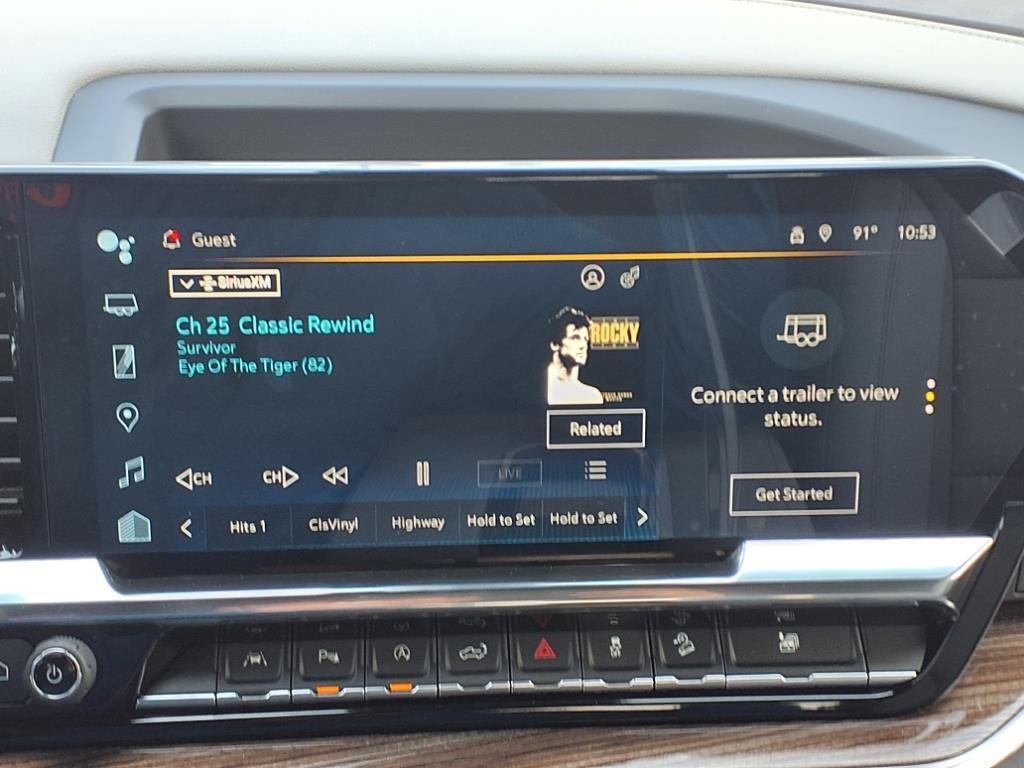 Guest
91° 10:53
SiriusXM
Ch 25 Classic Rewind
Survivor
Eye Of The Tiger (82)
ROCKY
Related
Connect a trailer to view
status.
Get Started
CH CH LIVE
Hits 1 ClsVinyl Highway Hold to Set Hold to Set